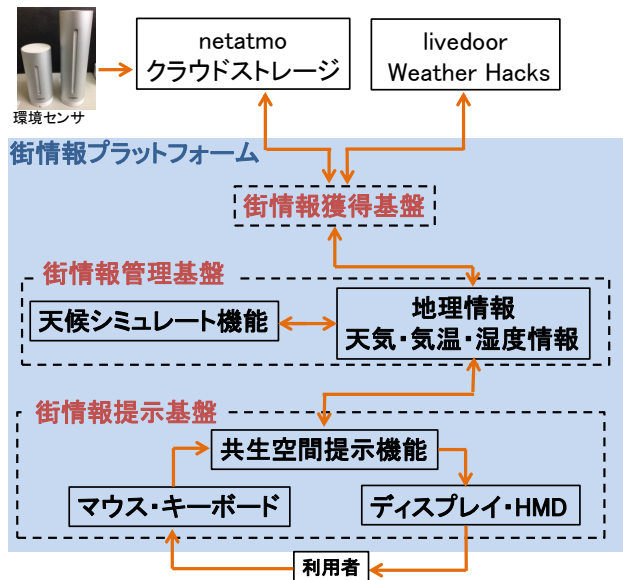 netatmo
クラウドストレージ
livedoor
Weather Hacks
環境センサ
街情報プラットフォーム
街情報獲得基盤
街情報管理基盤
天候シミュレート機能
地理情報
天気・気温・湿度情報
街情報提示基盤
共生空間提示機能
マウス・キーボード
ディスプレイ・HMD
利用者